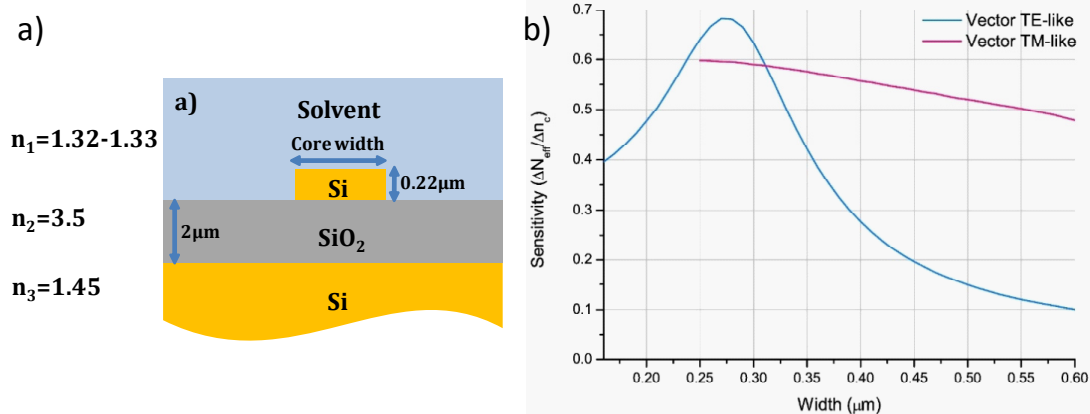 a)
a)
Solvent
n₁=1.32-1.33
Core width
Si
0.22μm
n₂=3.5
2μm
SiO₂
n₃=1.45
Si
b)
Vector TE-like
Vector TM-like
Sensitivity (ΔN_eff/Δn_c)
0.7
0.6
0.5
0.4
0.3
0.2
0.1
0.0
0.20 0.25 0.30 0.35 0.40 0.45 0.50 0.55 0.60
Width (μm)